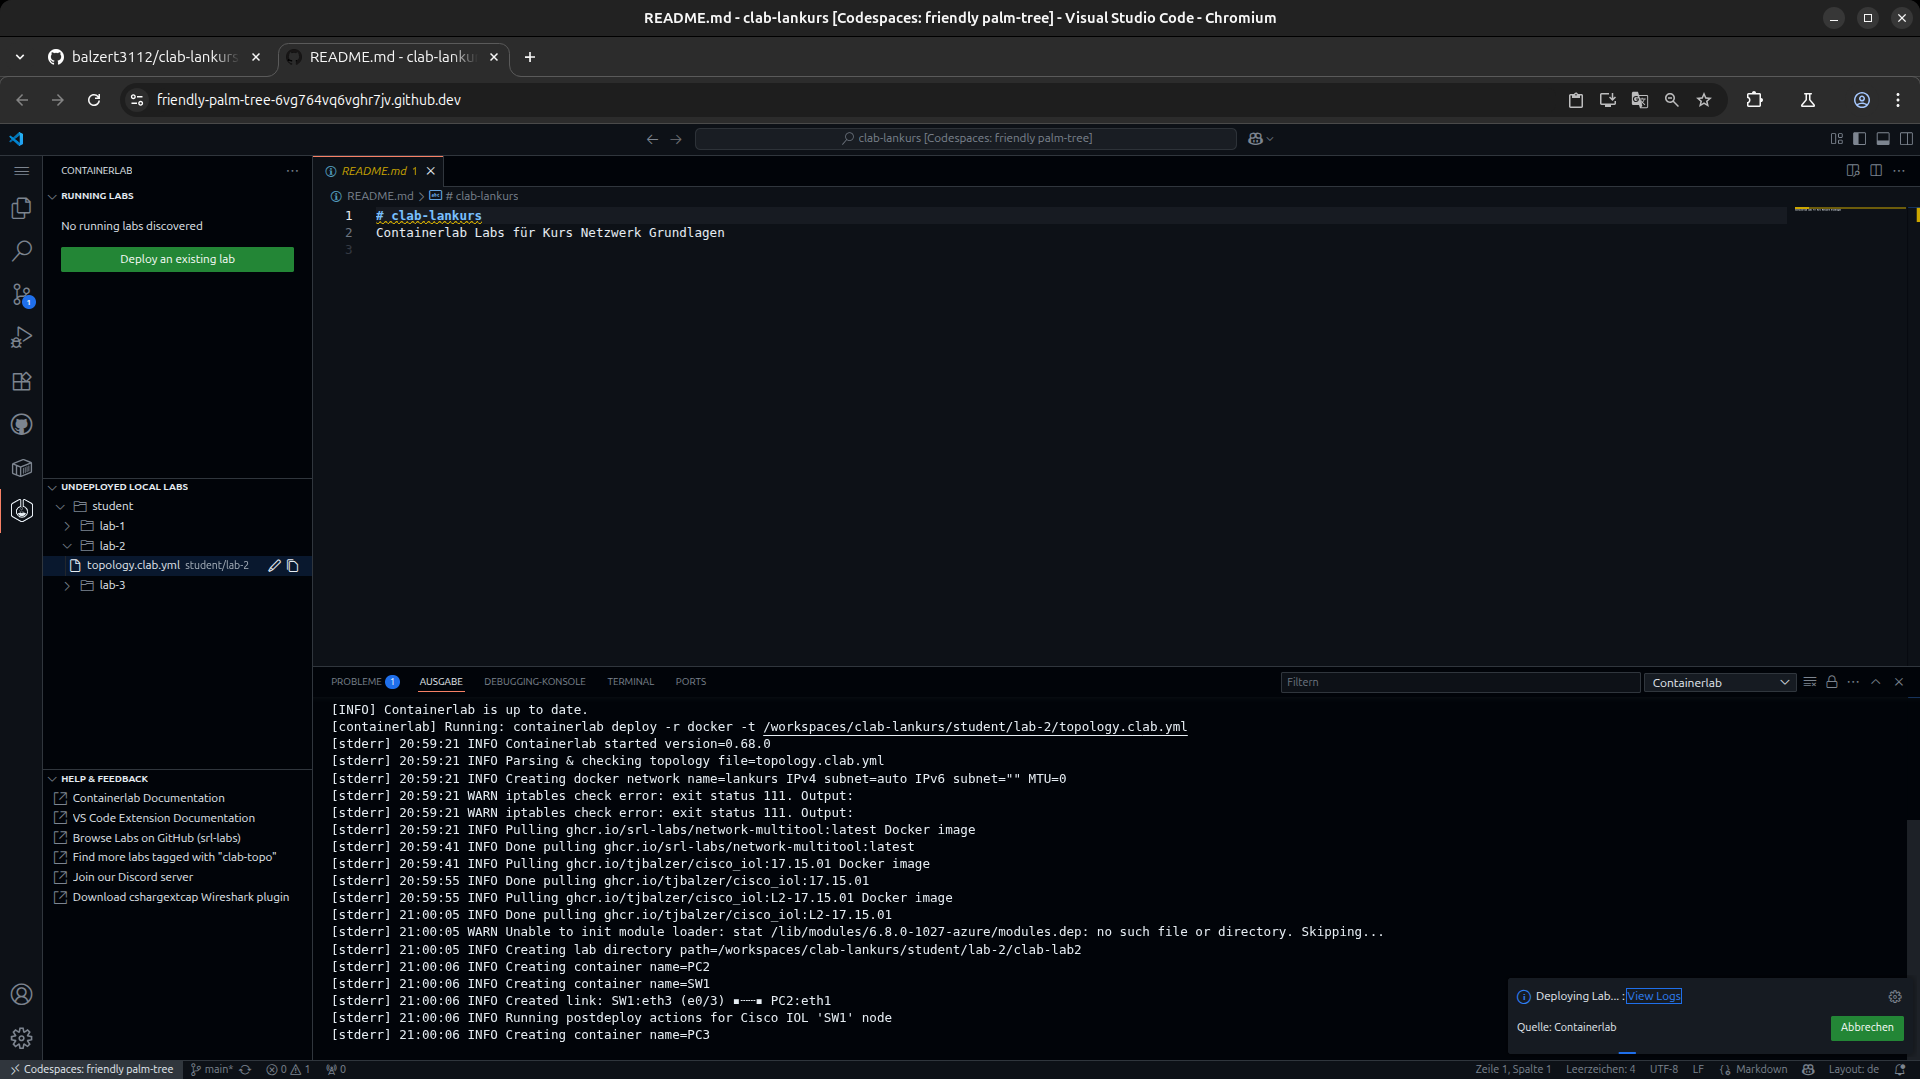 README.md - clab-lankurs [Codespaces: friendly palm-tree] - Visual Studio Code - Chromium
balzert3112/clab-lankurs
README.md - clab-lanku
friendly-palm-tree-6vg764vq6vghr7jv.github.dev
clab-lankurs [Codespaces: friendly palm-tree]
CONTAINERLAB
RUNNING LABS
No running labs discovered
Deploy an existing lab
1
UNDEPLOYED LOCAL LABS
student
lab-1
lab-2
topology.clab.yml student/lab-2
lab-3
HELP & FEEDBACK
Containerlab Documentation
VS Code Extension Documentation
Browse Labs on GitHub (srl-labs)
Find more labs tagged with "clab-topo"
Join our Discord server
Download cshargextcap Wireshark plugin
README.md 1
README.md > # clab-lankurs
1 # clab-lankurs
2 Containerlab Labs für Kurs Netzwerk Grundlagen
3
PROBLEME 1 AUSGABE DEBUGGING-KONSOLE TERMINAL PORTS
Filtern
Containerlab
[INFO] Containerlab is up to date.
[containerlab] Running: containerlab deploy -r docker -t /workspaces/clab-lankurs/student/lab-2/topology.clab.yml
[stderr] 20:59:21 INFO Containerlab started version=0.68.0
[stderr] 20:59:21 INFO Parsing & checking topology file=topology.clab.yml
[stderr] 20:59:21 INFO Creating docker network name=lankurs IPv4 subnet=auto IPv6 subnet="" MTU=0
[stderr] 20:59:21 WARN iptables check error: exit status 111. Output:
[stderr] 20:59:21 WARN iptables check error: exit status 111. Output:
[stderr] 20:59:21 INFO Pulling ghcr.io/srl-labs/network-multitool:latest Docker image
[stderr] 20:59:41 INFO Done pulling ghcr.io/srl-labs/network-multitool:latest
[stderr] 20:59:41 INFO Pulling ghcr.io/tjbalzer/cisco_iol:17.15.01 Docker image
[stderr] 20:59:55 INFO Done pulling ghcr.io/tjbalzer/cisco_iol:17.15.01
[stderr] 20:59:55 INFO Pulling ghcr.io/tjbalzer/cisco_iol:L2-17.15.01 Docker image
[stderr] 21:00:05 INFO Done pulling ghcr.io/tjbalzer/cisco_iol:L2-17.15.01
[stderr] 21:00:05 WARN Unable to init module loader: stat /lib/modules/6.8.0-1027-azure/modules.dep: no such file or directory. Skipping...
[stderr] 21:00:05 INFO Creating lab directory path=/workspaces/clab-lankurs/student/lab-2/clab-lab2
[stderr] 21:00:06 INFO Creating container name=PC2
[stderr] 21:00:06 INFO Creating container name=SW1
[stderr] 21:00:06 INFO Created link: SW1:eth3 (e0/3) ▪┄┄▪ PC2:eth1
[stderr] 21:00:06 INFO Running postdeploy actions for Cisco IOL 'SW1' node
[stderr] 21:00:06 INFO Creating container name=PC3
Deploying Lab... : View Logs
Quelle: Containerlab
Abbrechen
Codespaces: friendly palm-tree main* 0 1 0
Zeile 1, Spalte 1 Leerzeichen: 4 UTF-8 LF Markdown Layout: de